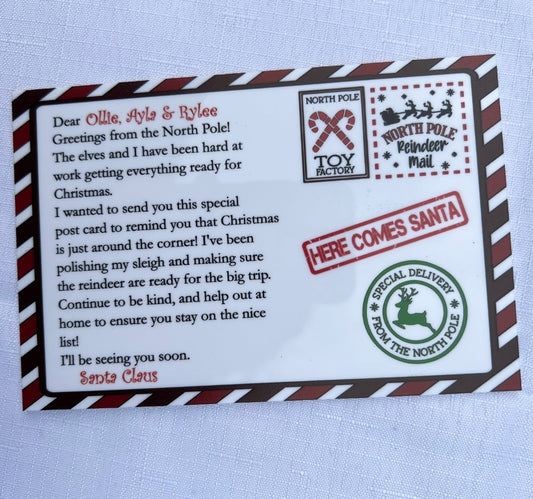 Dear Ollie, Ayla & Rylee
Greetings from the North Pole!
The elves and I have been hard at
work getting everything ready for
Christmas.
I wanted to send you this special
post card to remind you that Christmas
is just around the corner! I've been
polishing my sleigh and making sure
the reindeer are ready for the big trip.
Continue to be kind, and help out at
home to ensure you stay on the nice
list!
I'll be seeing you soon.
Santa Claus
NORTH POLE
TOY
FACTORY
NORTH POLE
Reindeer
Mail
HERE COMES SANTA
SPECIAL DELIVERY
FROM THE NORTH POLE